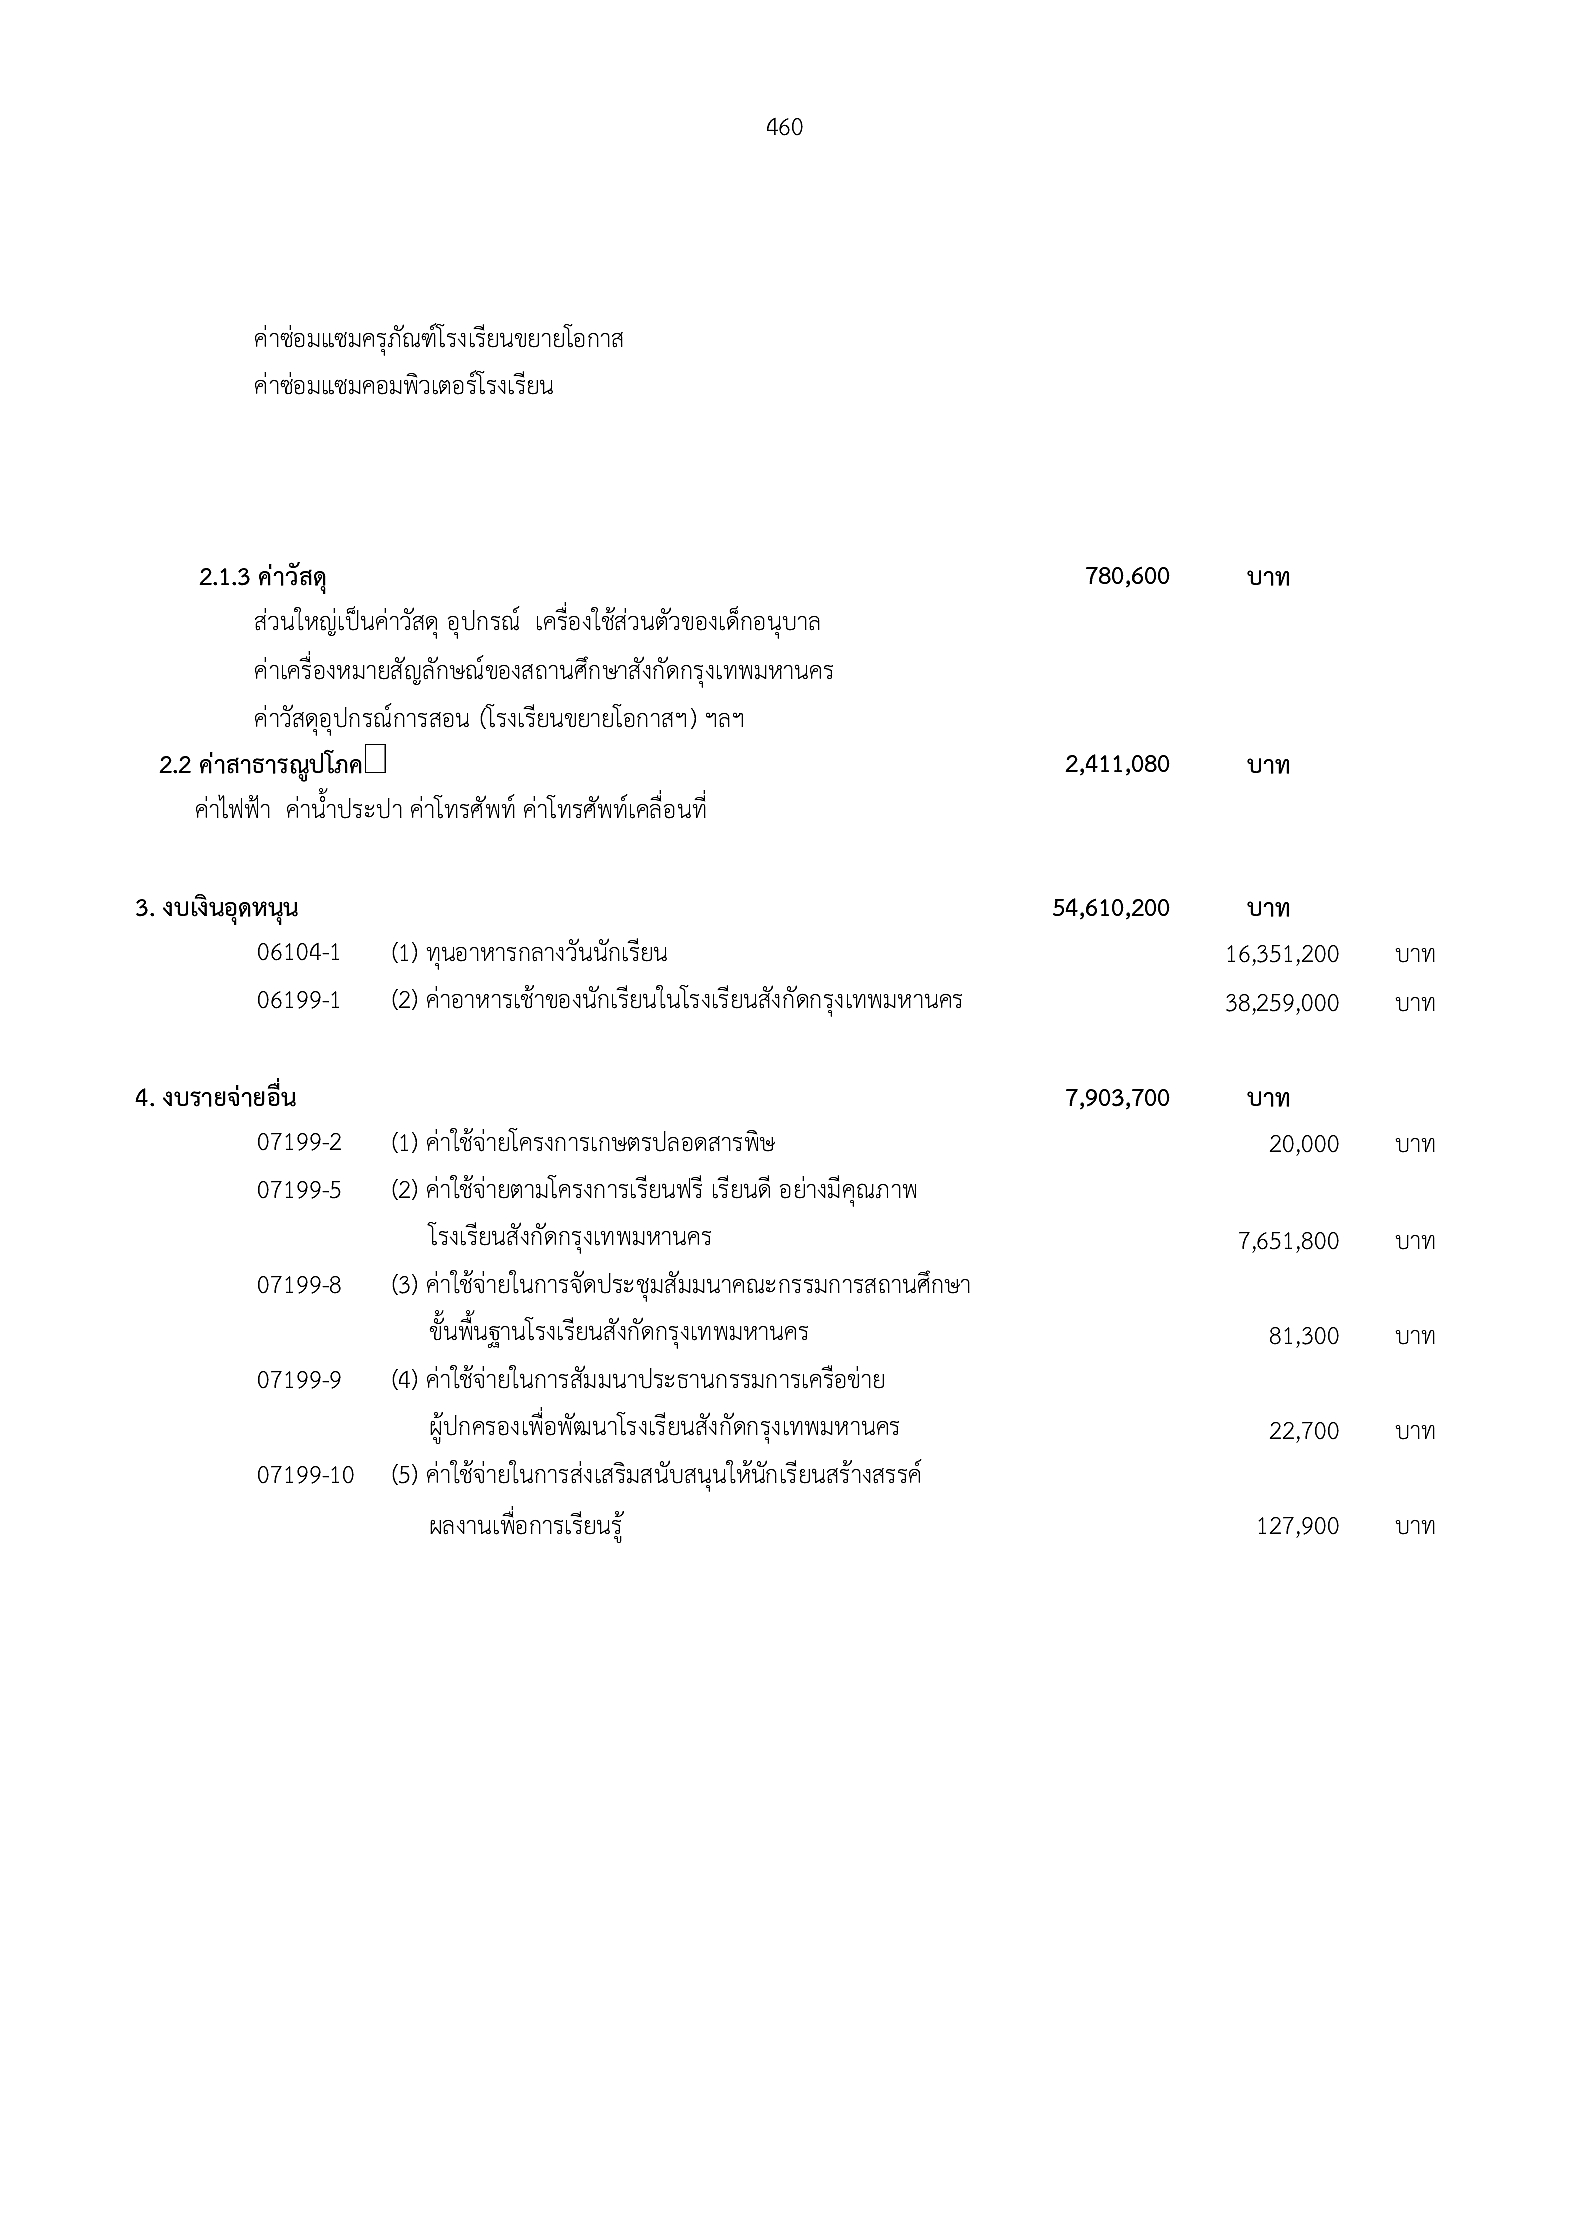 460
ค่าซ่อมแซมครุภัณฑ์โรงเรียนขยายโอกาส
ค่าซ่อมแซมคอมพิวเตอร์โรงเรียน
2.1.3 ค่าวัสดุ 780,600 บาท
ส่วนใหญ่เป็นค่าวัสดุ อุปกรณ์  เครื่องใช้ส่วนตัวของเด็กอนุบาล
ค่าเครื่องหมายสัญลักษณ์ของสถานศึกษาสังกัดกรุงเทพมหานคร
ค่าวัสดุอุปกรณ์การสอน (โรงเรียนขยายโอกาสฯ) ฯลฯ
2.2 ค่าสาธารณูปโภค 2,411,080 บาท
ค่าไฟฟ้า  ค่าน้ำประปา ค่าโทรศัพท์ ค่าโทรศัพท์เคลื่อนที่
3. งบเงินอุดหนุน 54,610,200 บาท
06104-1 (1) ทุนอาหารกลางวันนักเรียน 16,351,200 บาท
06199-1 (2) ค่าอาหารเช้าของนักเรียนในโรงเรียนสังกัดกรุงเทพมหานคร 38,259,000 บาท
4. งบรายจ่ายอื่น 7,903,700 บาท
07199-2 (1) ค่าใช้จ่ายโครงการเกษตรปลอดสารพิษ 20,000 บาท
07199-5 (2) ค่าใช้จ่ายตามโครงการเรียนฟรี เรียนดี อย่างมีคุณภาพ
โรงเรียนสังกัดกรุงเทพมหานคร 7,651,800 บาท
07199-8 (3) ค่าใช้จ่ายในการจัดประชุมสัมมนาคณะกรรมการสถานศึกษา
ขั้นพื้นฐานโรงเรียนสังกัดกรุงเทพมหานคร 81,300 บาท
07199-9 (4) ค่าใช้จ่ายในการสัมมนาประธานกรรมการเครือข่าย
ผู้ปกครองเพื่อพัฒนาโรงเรียนสังกัดกรุงเทพมหานคร 22,700 บาท
07199-10 (5) ค่าใช้จ่ายในการส่งเสริมสนับสนุนให้นักเรียนสร้างสรรค์
ผลงานเพื่อการเรียนรู้ 127,900 บาท